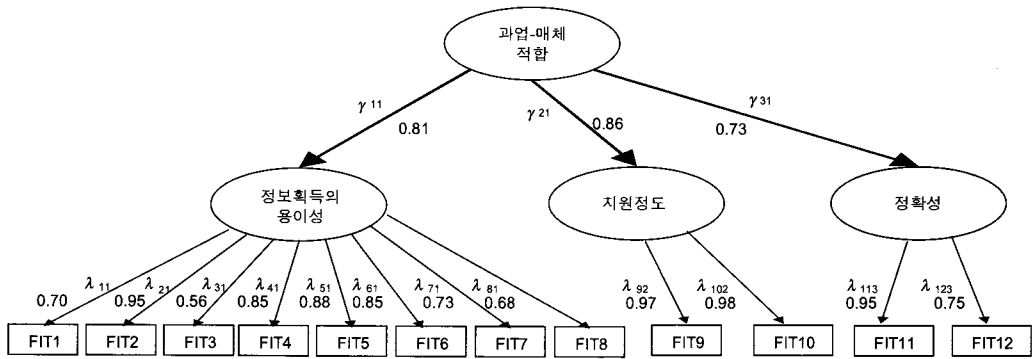 과업-매체
적합
γ 11
0.81
γ 21
0.86
γ 31
0.73
정보획득의
용이성
지원정도
정확성
λ 11
0.70
λ 21
0.95
λ 31
0.56
λ 41
0.85
λ 51
0.88
λ 61
0.85
λ 71
0.73
λ 81
0.68
λ 92
0.97
λ 102
0.98
λ 113
0.95
λ 123
0.75
FIT1 FIT2 FIT3 FIT4 FIT5 FIT6 FIT7 FIT8 FIT9 FIT10 FIT11 FIT12